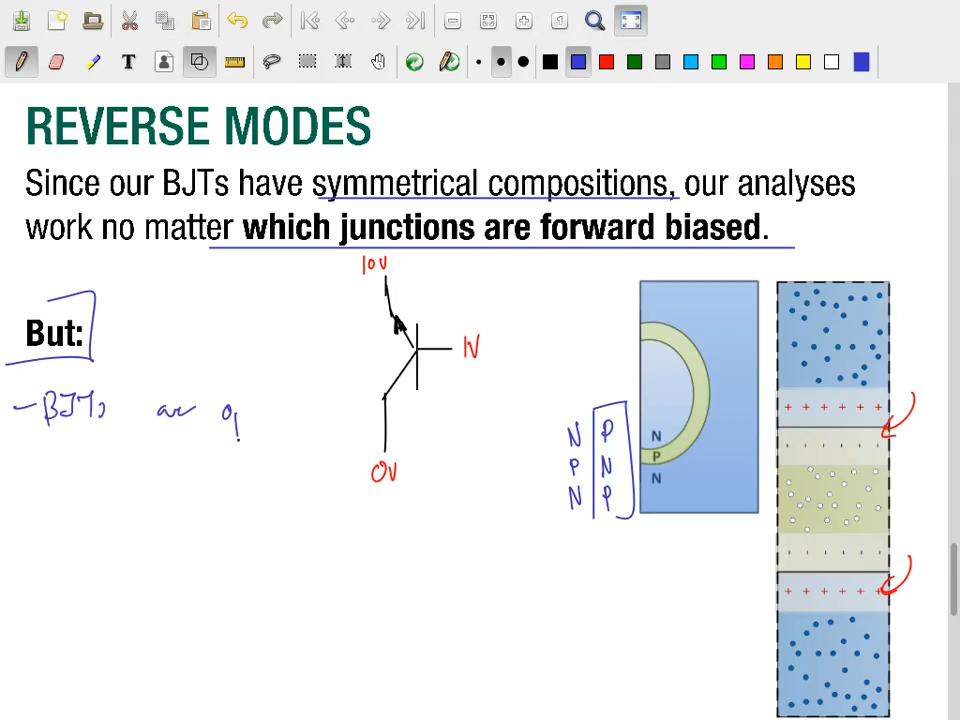 REVERSE MODES
Since our BJTs have symmetrical compositions, our analyses
work no matter which junctions are forward biased.
10V
But:
1V
- BJTs
0V
N P
P N
N P
N
P
N
+ + + + + +
- - - - - -
- - - - - -
+ + + + + +
T